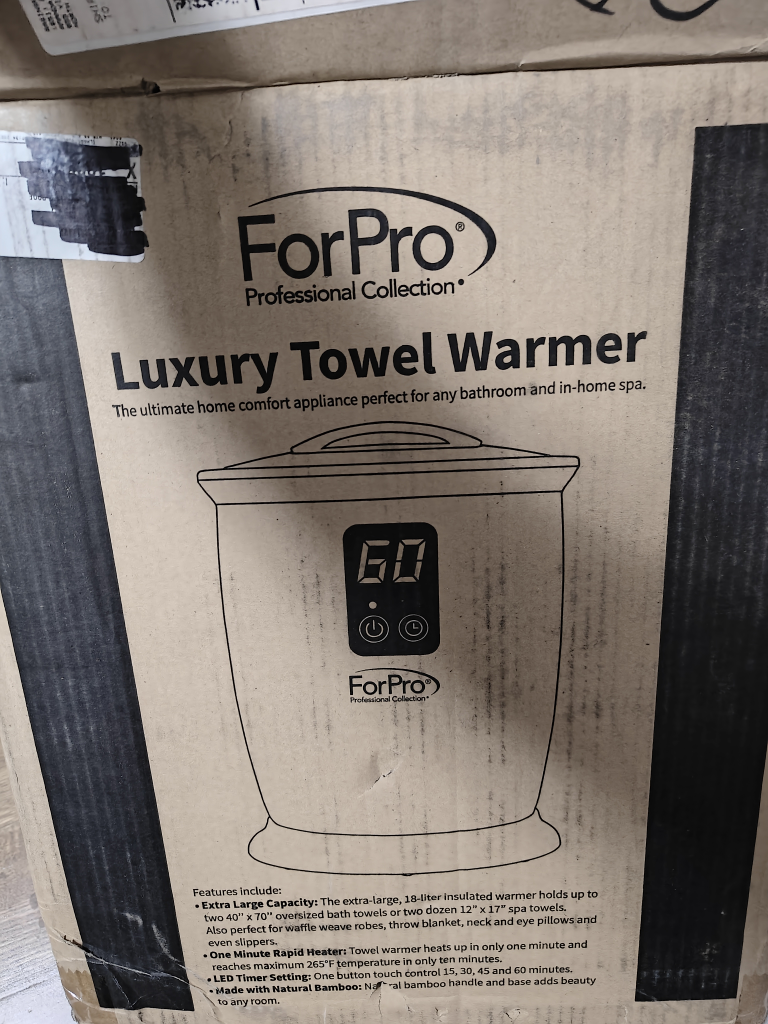 ForPro®
Professional Collection®
Luxury Towel Warmer
The ultimate home comfort appliance perfect for any bathroom and in-home spa.
60
ForPro®
Professional Collection®
Features include:
• Extra Large Capacity: The extra-large, 18-liter insulated warmer holds up to
two 40" x 70" oversized bath towels or two dozen 12" x 17" spa towels.
Also perfect for waffle weave robes, throw blanket, neck and eye pillows and
even slippers.
• One Minute Rapid Heater: Towel warmer heats up in only one minute and
reaches maximum 265°F temperature in only ten minutes.
• LED Timer Setting: One button touch control 15, 30, 45 and 60 minutes.
• Made with Natural Bamboo: Natural bamboo handle and base adds beauty
to any room.